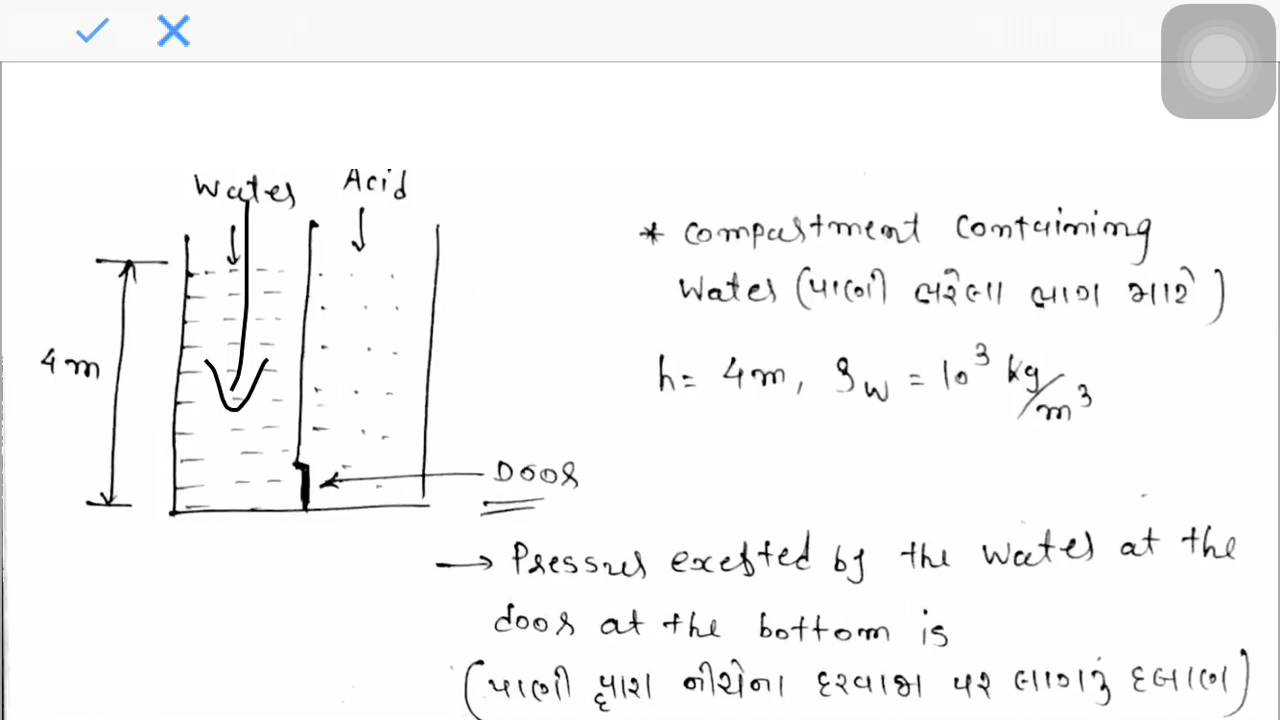 Water Acid
* Compartment Containing
Water (પાણી ભરેલા ભાગ માટે)
4m
h= 4m, ρw = 10³ kg/m³
Door
→ Pressure exerted by the water at the
door at the bottom is
(પાણી દ્વારા નીચેના દરવાજા પર લાગતું દબાણ)